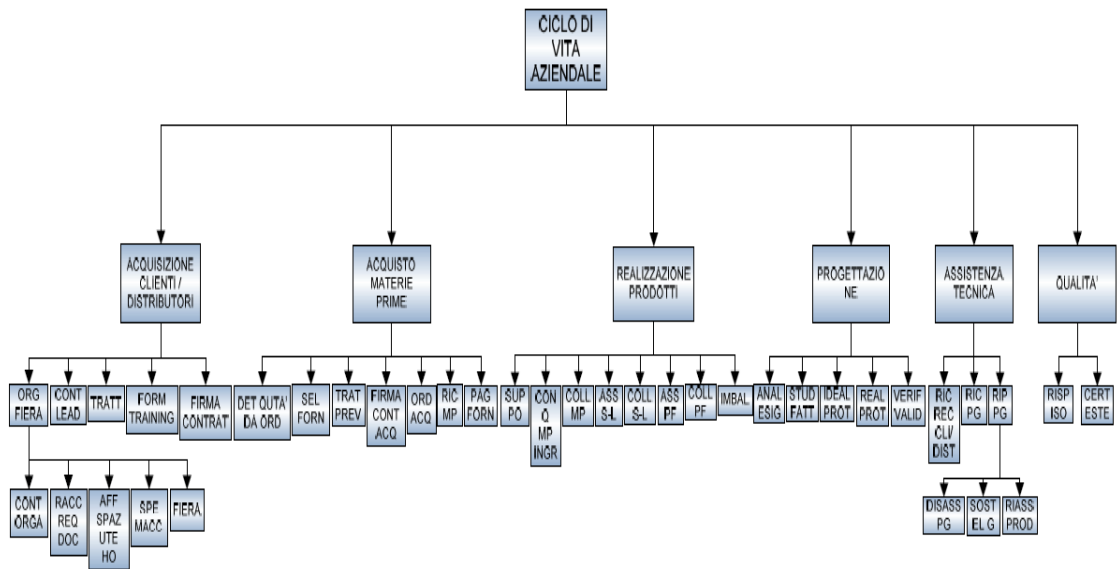 CICLO DI
VITA
AZIENDALE
ACQUISIZIONE
CLIENTI /
DISTRIBUTORI
ACQUISTO
MATERIE
PRIME
REALIZZAZIONE
PRODOTTI
PROGETTAZIO
NE
ASSISTENZA
TECNICA
QUALITA'
ORG
FIERA
CONT
LEAD
TRATT
FORM
TRAINING
FIRMA
CONTRAT
DET QUTA'
DA ORD
SEL
FORN
TRAT
PREV
FIRMA
CONT
ACQ
ORD
ACQ
RIC
MP
PAG
FORN
SUP
PO
CON
Q
MP
INGR
COLL
MP
ASS
S-L
COLL
S-L
ASS
PF
COLL
PF
IMBAL
ANAL
ESIG
STUD
FATT
IDEAL
PROT
REAL
PROT
VERIF
VALID
RIC
REC
CLI/
DIST
RIC
PG
RIP
PG
RISP
ISO
CERT
ESTE
CONT
ORGA
RACC
REQ
DOC
AFF
SPAZ
UTE
HO
SPE
MACC
FIERA
DISASS
PG
SOST
EL G
RIASS
PROD